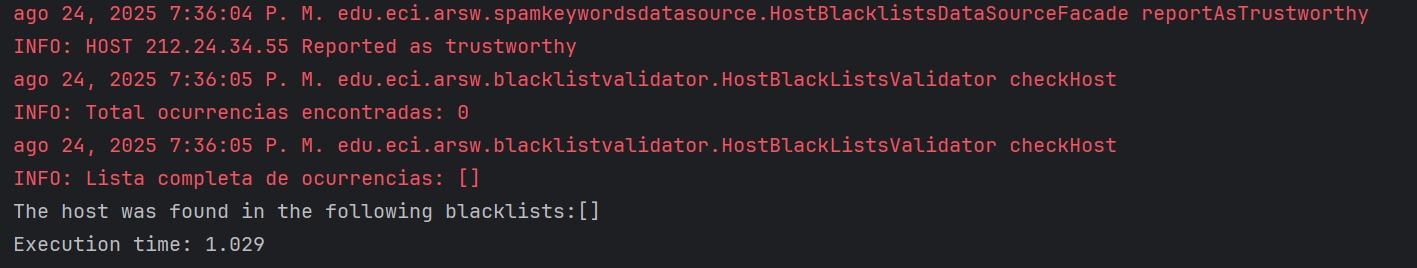 ago 24, 2025 7:36:04 P. M. edu.eci.arsw.spamkeywordsdatasource.HostBlacklistsDataSourceFacade reportAsTrustworthy
INFO: HOST 212.24.34.55 Reported as trustworthy
ago 24, 2025 7:36:05 P. M. edu.eci.arsw.blacklistvalidator.HostBlackListsValidator checkHost
INFO: Total ocurrencias encontradas: 0
ago 24, 2025 7:36:05 P. M. edu.eci.arsw.blacklistvalidator.HostBlackListsValidator checkHost
INFO: Lista completa de ocurrencias: []
The host was found in the following blacklists:[]
Execution time: 1.029